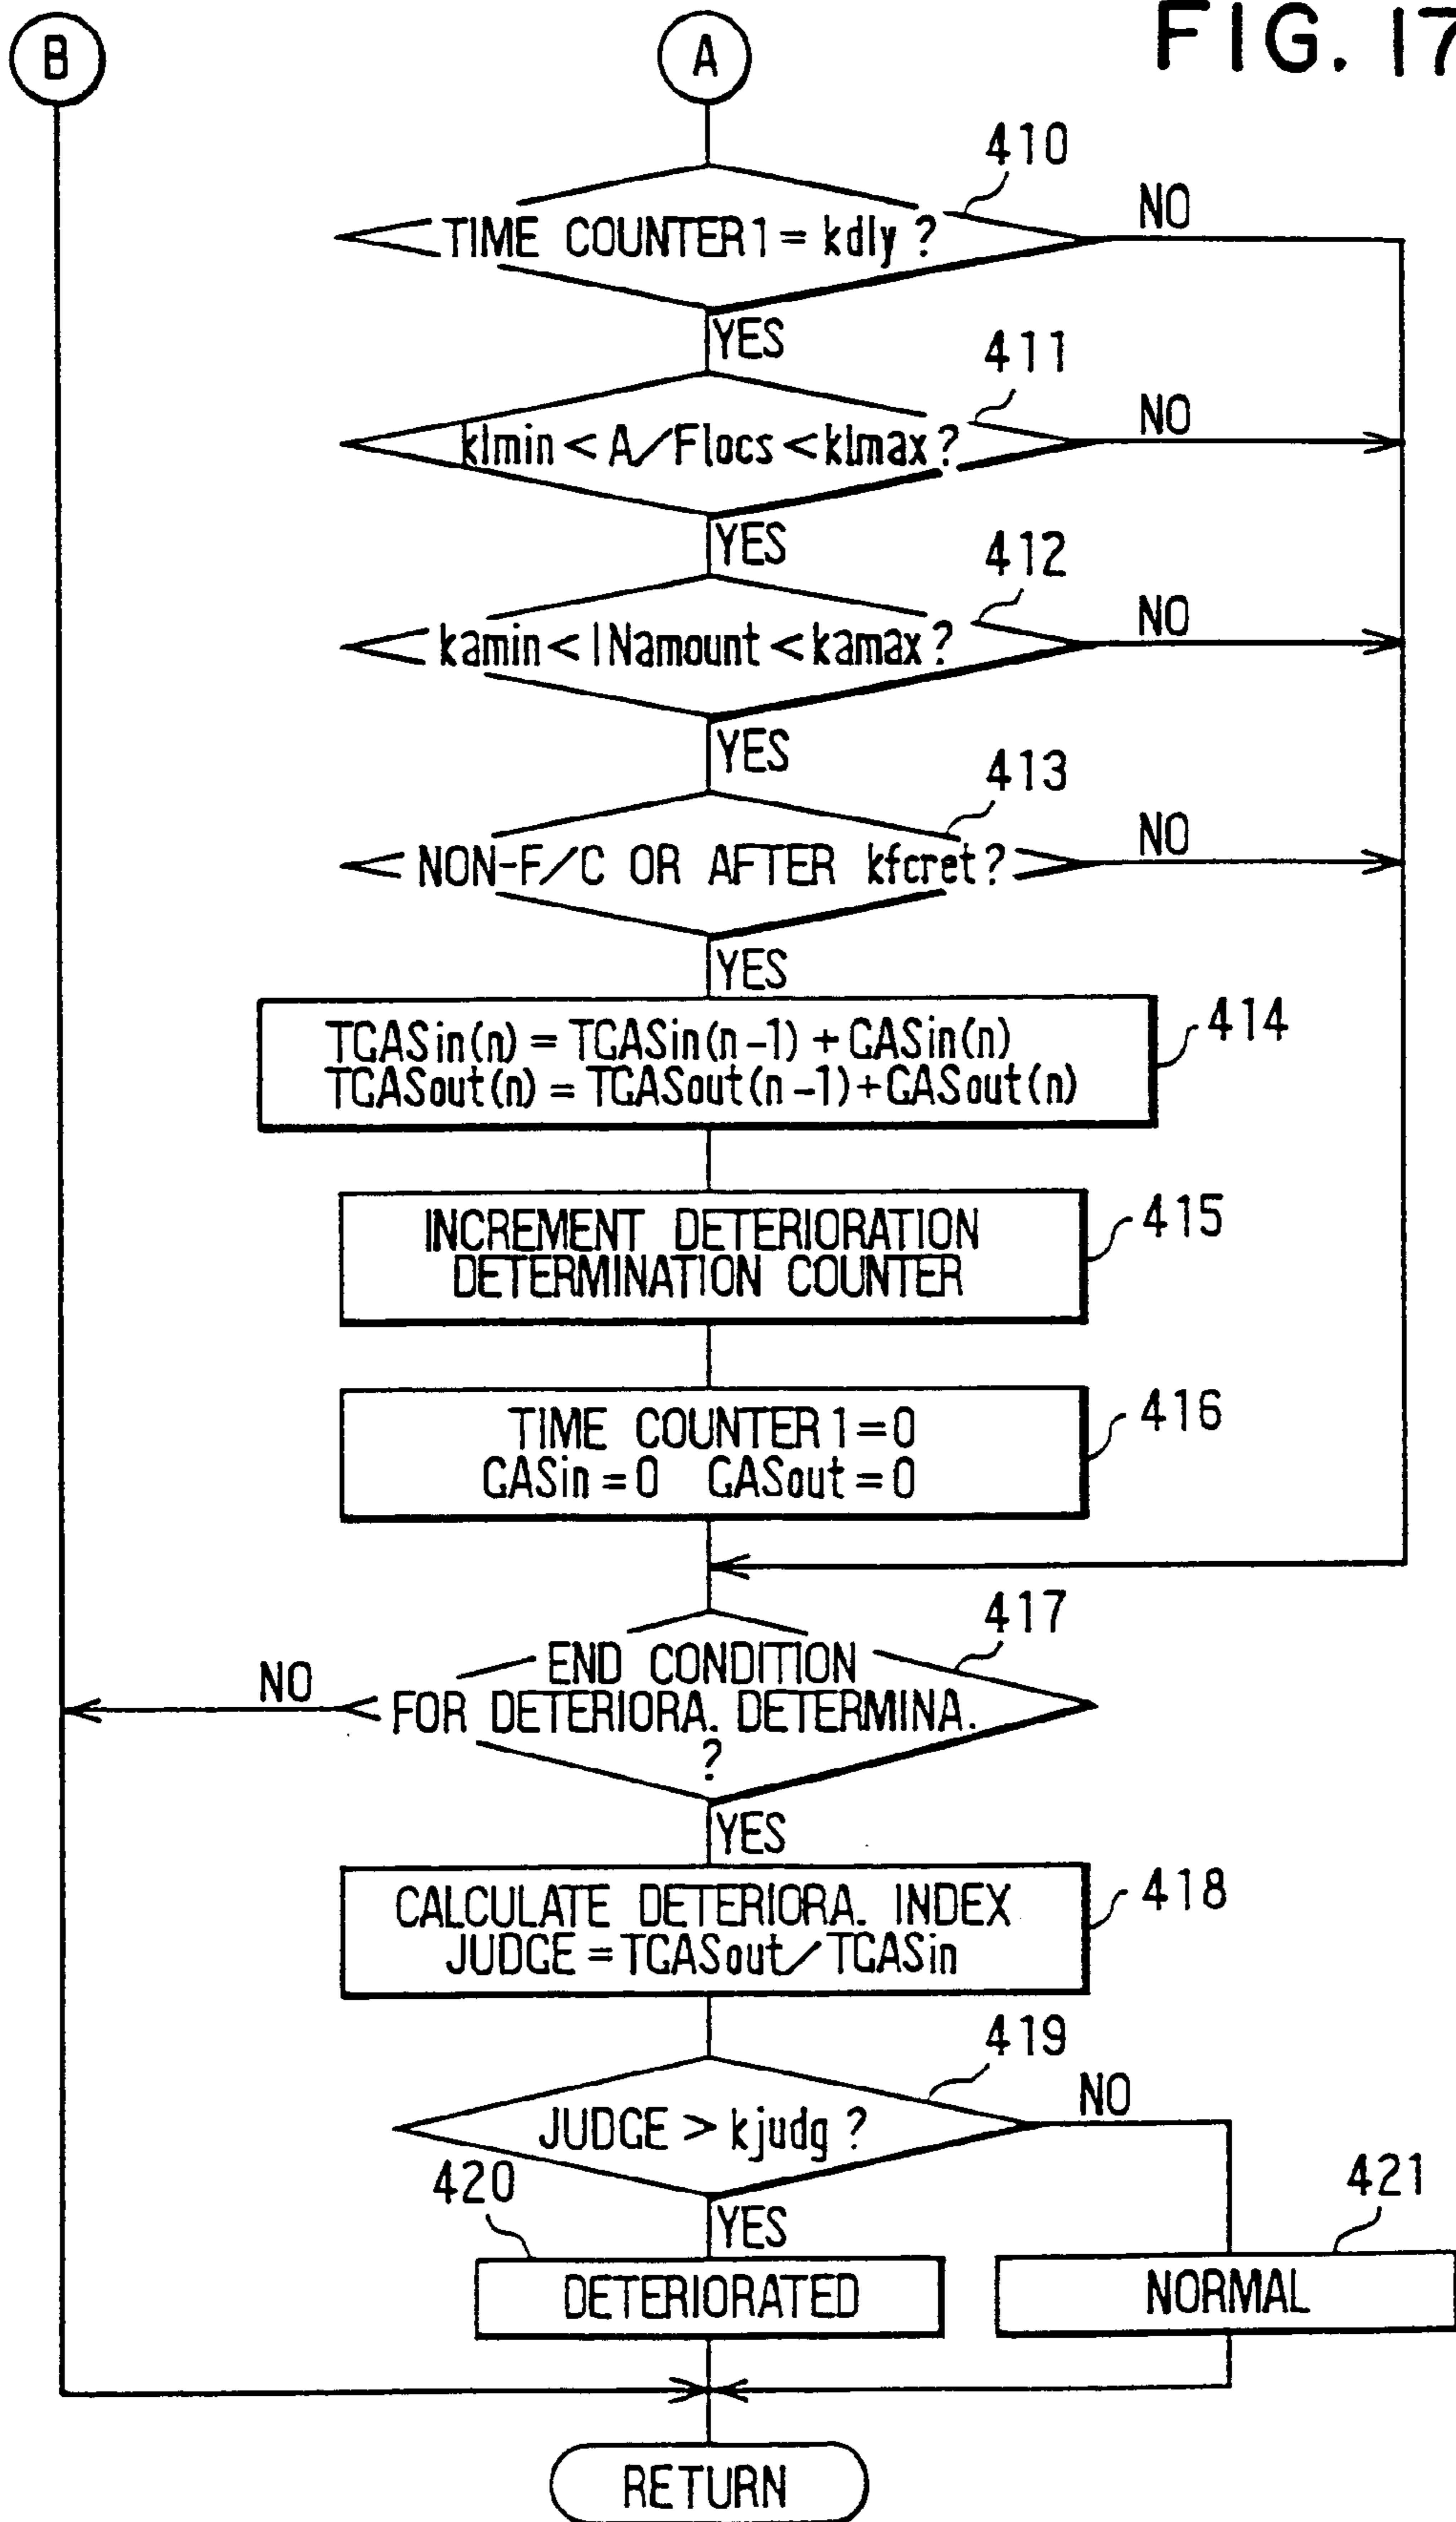 FIG. 17
B
A
410
TIME COUNTER1 = kdly ?
NO
YES
411
klmin < A/Flocs < klmax ?
NO
YES
412
kamin < INamount < kamax ?
NO
YES
413
NON-F/C OR AFTER kfcret ?
NO
YES
414
TGASin(n) = TGASin(n-1) + GASin(n)
TGASout(n) = TGASout(n-1) + GASout(n)
415
INCREMENT DETERIORATION
DETERMINATION COUNTER
416
TIME COUNTER 1 = 0
GASin = 0 GASout = 0
417
END CONDITION
FOR DETERIORA. DETERMINA.
?
NO
YES
418
CALCULATE DETERIORA. INDEX
JUDGE = TGASout / TGASin
419
JUDGE > kjudg ?
NO
YES
420
DETERIORATED
421
NORMAL
RETURN